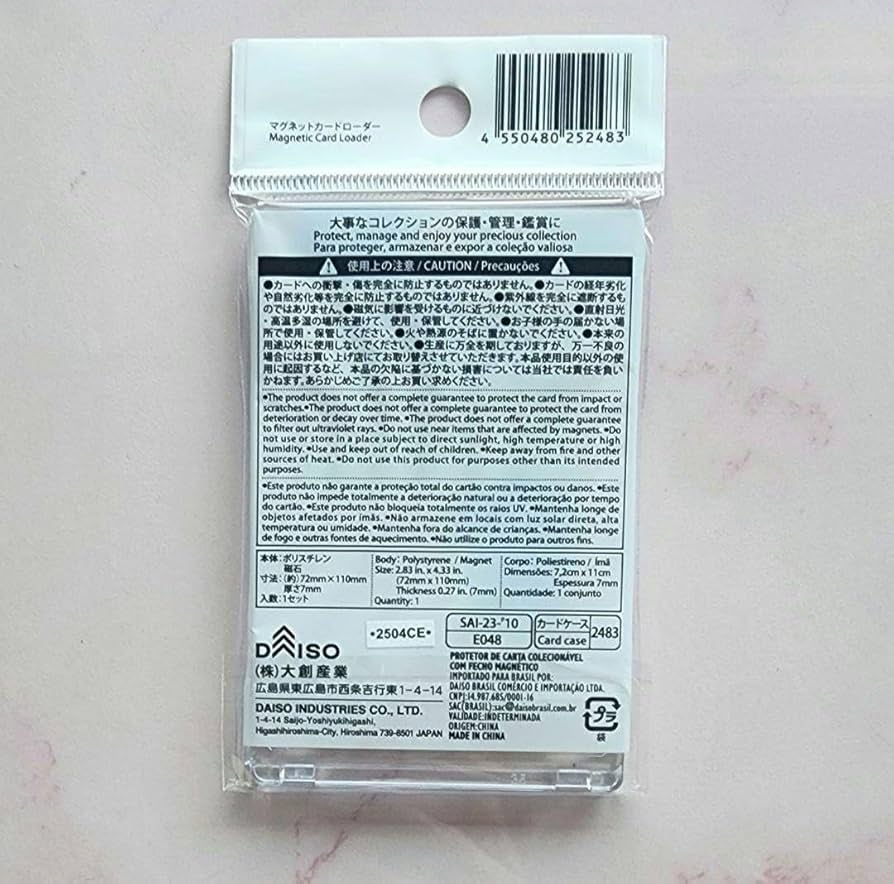 マグネットカードローダー
Magnetic Card Loader
4 550480 252483
大事なコレクションの保護・管理・鑑賞に
Protect, manage and enjoy your precious collection
Para proteger, armazenar e expor a coleção valiosa
使用上の注意 / CAUTION / Precauções
●カードへの衝撃・傷を完全に防止するものではありません。●カードの経年劣化
や自然劣化等を完全に防止するものではありません。●紫外線を完全に遮断するも
のではありません。●磁気に影響を受けるものに近づけないでください。●直射日光
・高温多湿の場所を避けて、使用・保管してください。●お子様の手の届かない場
所で使用・保管してください。●火や熱源のそばに置かないでください。●本来の
用途以外に使用しないでください。●生産に万全を期しておりますが、万一不良の
場合にはお買い上げ店にてお取り替えさせていただきます。本品使用目的以外の使
用に起因するなど、本品の欠陥に基づかない損害については当社では責任を負い
かねます。あらかじめご了承の上お買い求めください。
●The product does not offer a complete guarantee to protect the card from impact or
scratches.●The product does not offer a complete guarantee to protect the card from
deterioration or decay over time. ●The product does not offer a complete guarantee
to filter out ultraviolet rays. ●Do not use near items that are affected by magnets. ●Do
not use or store in a place subject to direct sunlight, high temperature or high
humidity. ●Use and keep out of reach of children. ●Keep away from fire and other
sources of heat. ●Do not use this product for purposes other than its intended
purposes.
●Este produto não garante a proteção total do cartão contra impactos ou danos. ●Este
produto não impede totalmente a deterioração natural ou a deterioração por tempo
do cartão. ●Este produto não bloqueia totalmente os raios UV. ●Mantenha longe de
objetos afetados por ímãs. ●Não armazene em locais com luz solar direta, alta
temperatura ou umidade. ●Mantenha fora do alcance de crianças. ●Mantenha longe
de fogo e outras fontes de aquecimento. ●Não utilize o produto para outros fins.
本体:ポリスチレン
磁石
寸法:(約)72mm×110mm
厚さ7mm
入数:1セット
Body: Polystyrene / Magnet
Size: 2.83 in. x 4.33 in.
(72mm x 110mm)
Thickness 0.27 in. (7mm)
Quantity: 1
Corpo: Poliestireno / Ímã
Dimensões: 7,2cm x 11cm
Espessura 7mm
Quantidade: 1 conjunto
•2504CE•
SAI-23-*10
E048
カードケース
Card case
2483
DAISO
(株)大創産業
広島県東広島市西条吉行東1-4-14
DAISO INDUSTRIES CO., LTD.
1-4-14 Saijo-Yoshiyukihigashi,
Higashihiroshima-City, Hiroshima 739-8501 JAPAN
PROTETOR DE CARTA COLECIONÁVEL
COM FECHO MAGNÉTICO
IMPORTADO PARA BRASIL POR:
DAISO BRASIL COMÉRCIO E IMPORTAÇÃO LTDA.
CNPJ:14.987.685/0001-16
SAC(BRASIL):sac@daisobrasil.com.br
VALIDADE:INDETERMINADA
ORIGEM:CHINA
MADE IN CHINA
プラ
袋